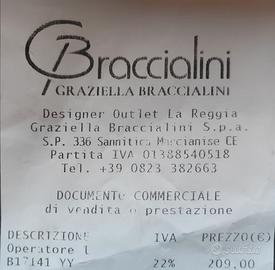 Braccialini
GRAZIELLA BRACCIALINI
Designer Outlet La Reggia
Graziella Braccialini S.p.a.
S.P. 336 Sannitica Marcianise CE
Partita IVA 01388540518
Tel. +39 0823 382663
DOCUMENTO COMMERCIALE
di vendita o prestazione
DESCRIZIONE IVA PREZZO(€)
Operatore 1
B17141 YY 22% 209,00